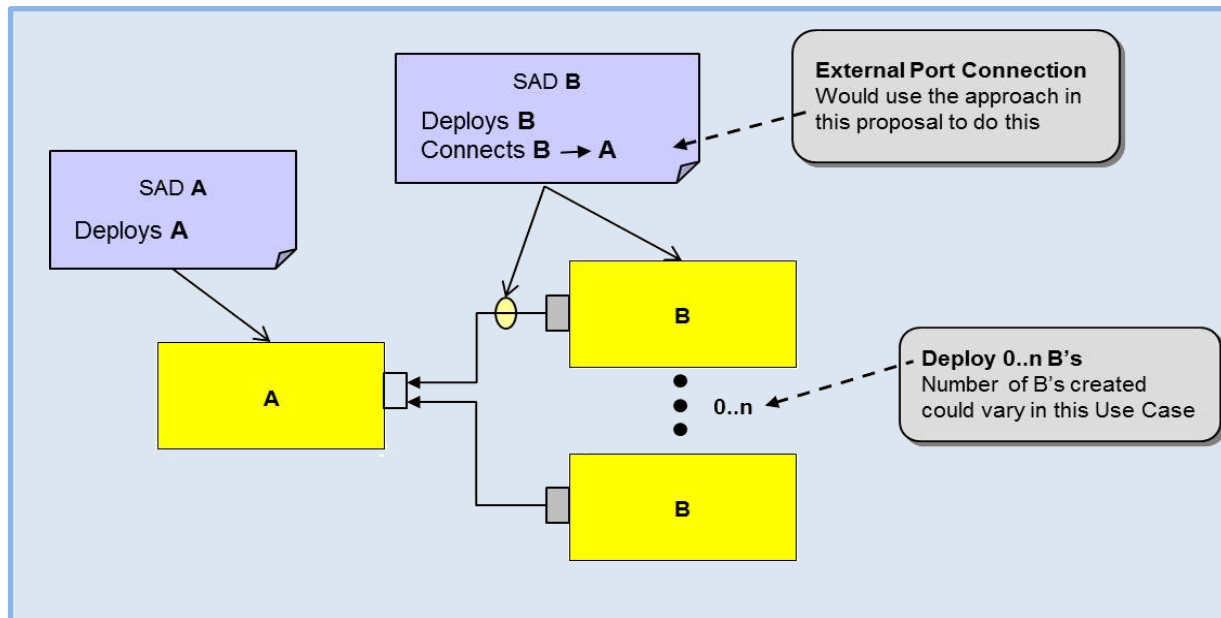 SAD B
Deploys B
Connects B → A
External Port Connection
Would use the approach in
this proposal to do this
SAD A
Deploys A
B
A
0..n
Deploy 0..n B's
Number of B's created
could vary in this Use Case
B